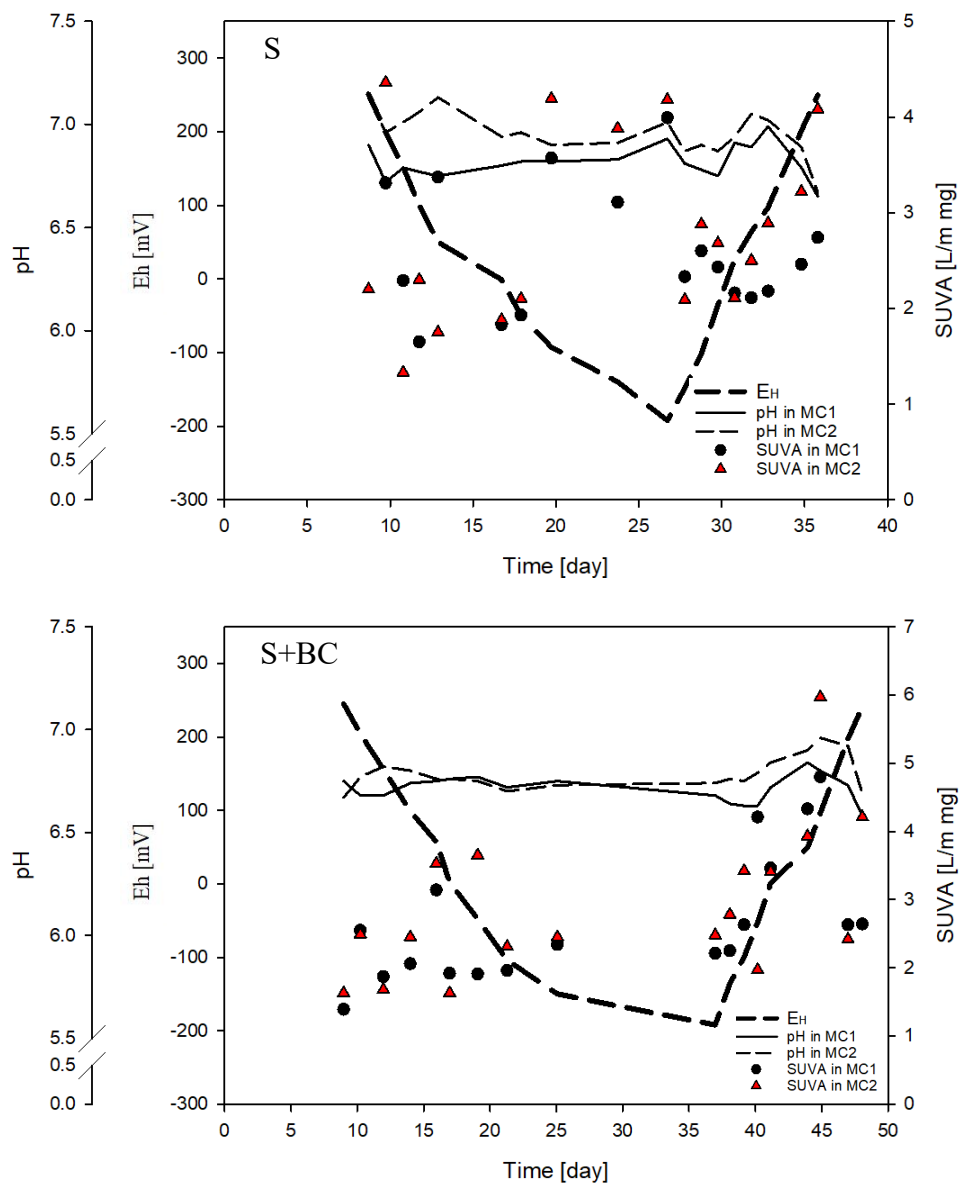 S
7.5
7.0
6.5
6.0
5.5
0.5
0.0
pH
300
200
100
0
-100
-200
-300
Eh [mV]
5
4
3
2
1
0
SUVA [L/m mg]
EH
pH in MC1
pH in MC2
SUVA in MC1
SUVA in MC2
0 5 10 15 20 25 30 35 40
Time [day]
S+BC
7.5
7.0
6.5
6.0
5.5
0.5
0.0
pH
300
200
100
0
-100
-200
-300
Eh [mV]
7
6
5
4
3
2
1
0
SUVA [L/m mg]
EH
pH in MC1
pH in MC2
SUVA in MC1
SUVA in MC2
0 5 10 15 20 25 30 35 40 45 50
Time [day]